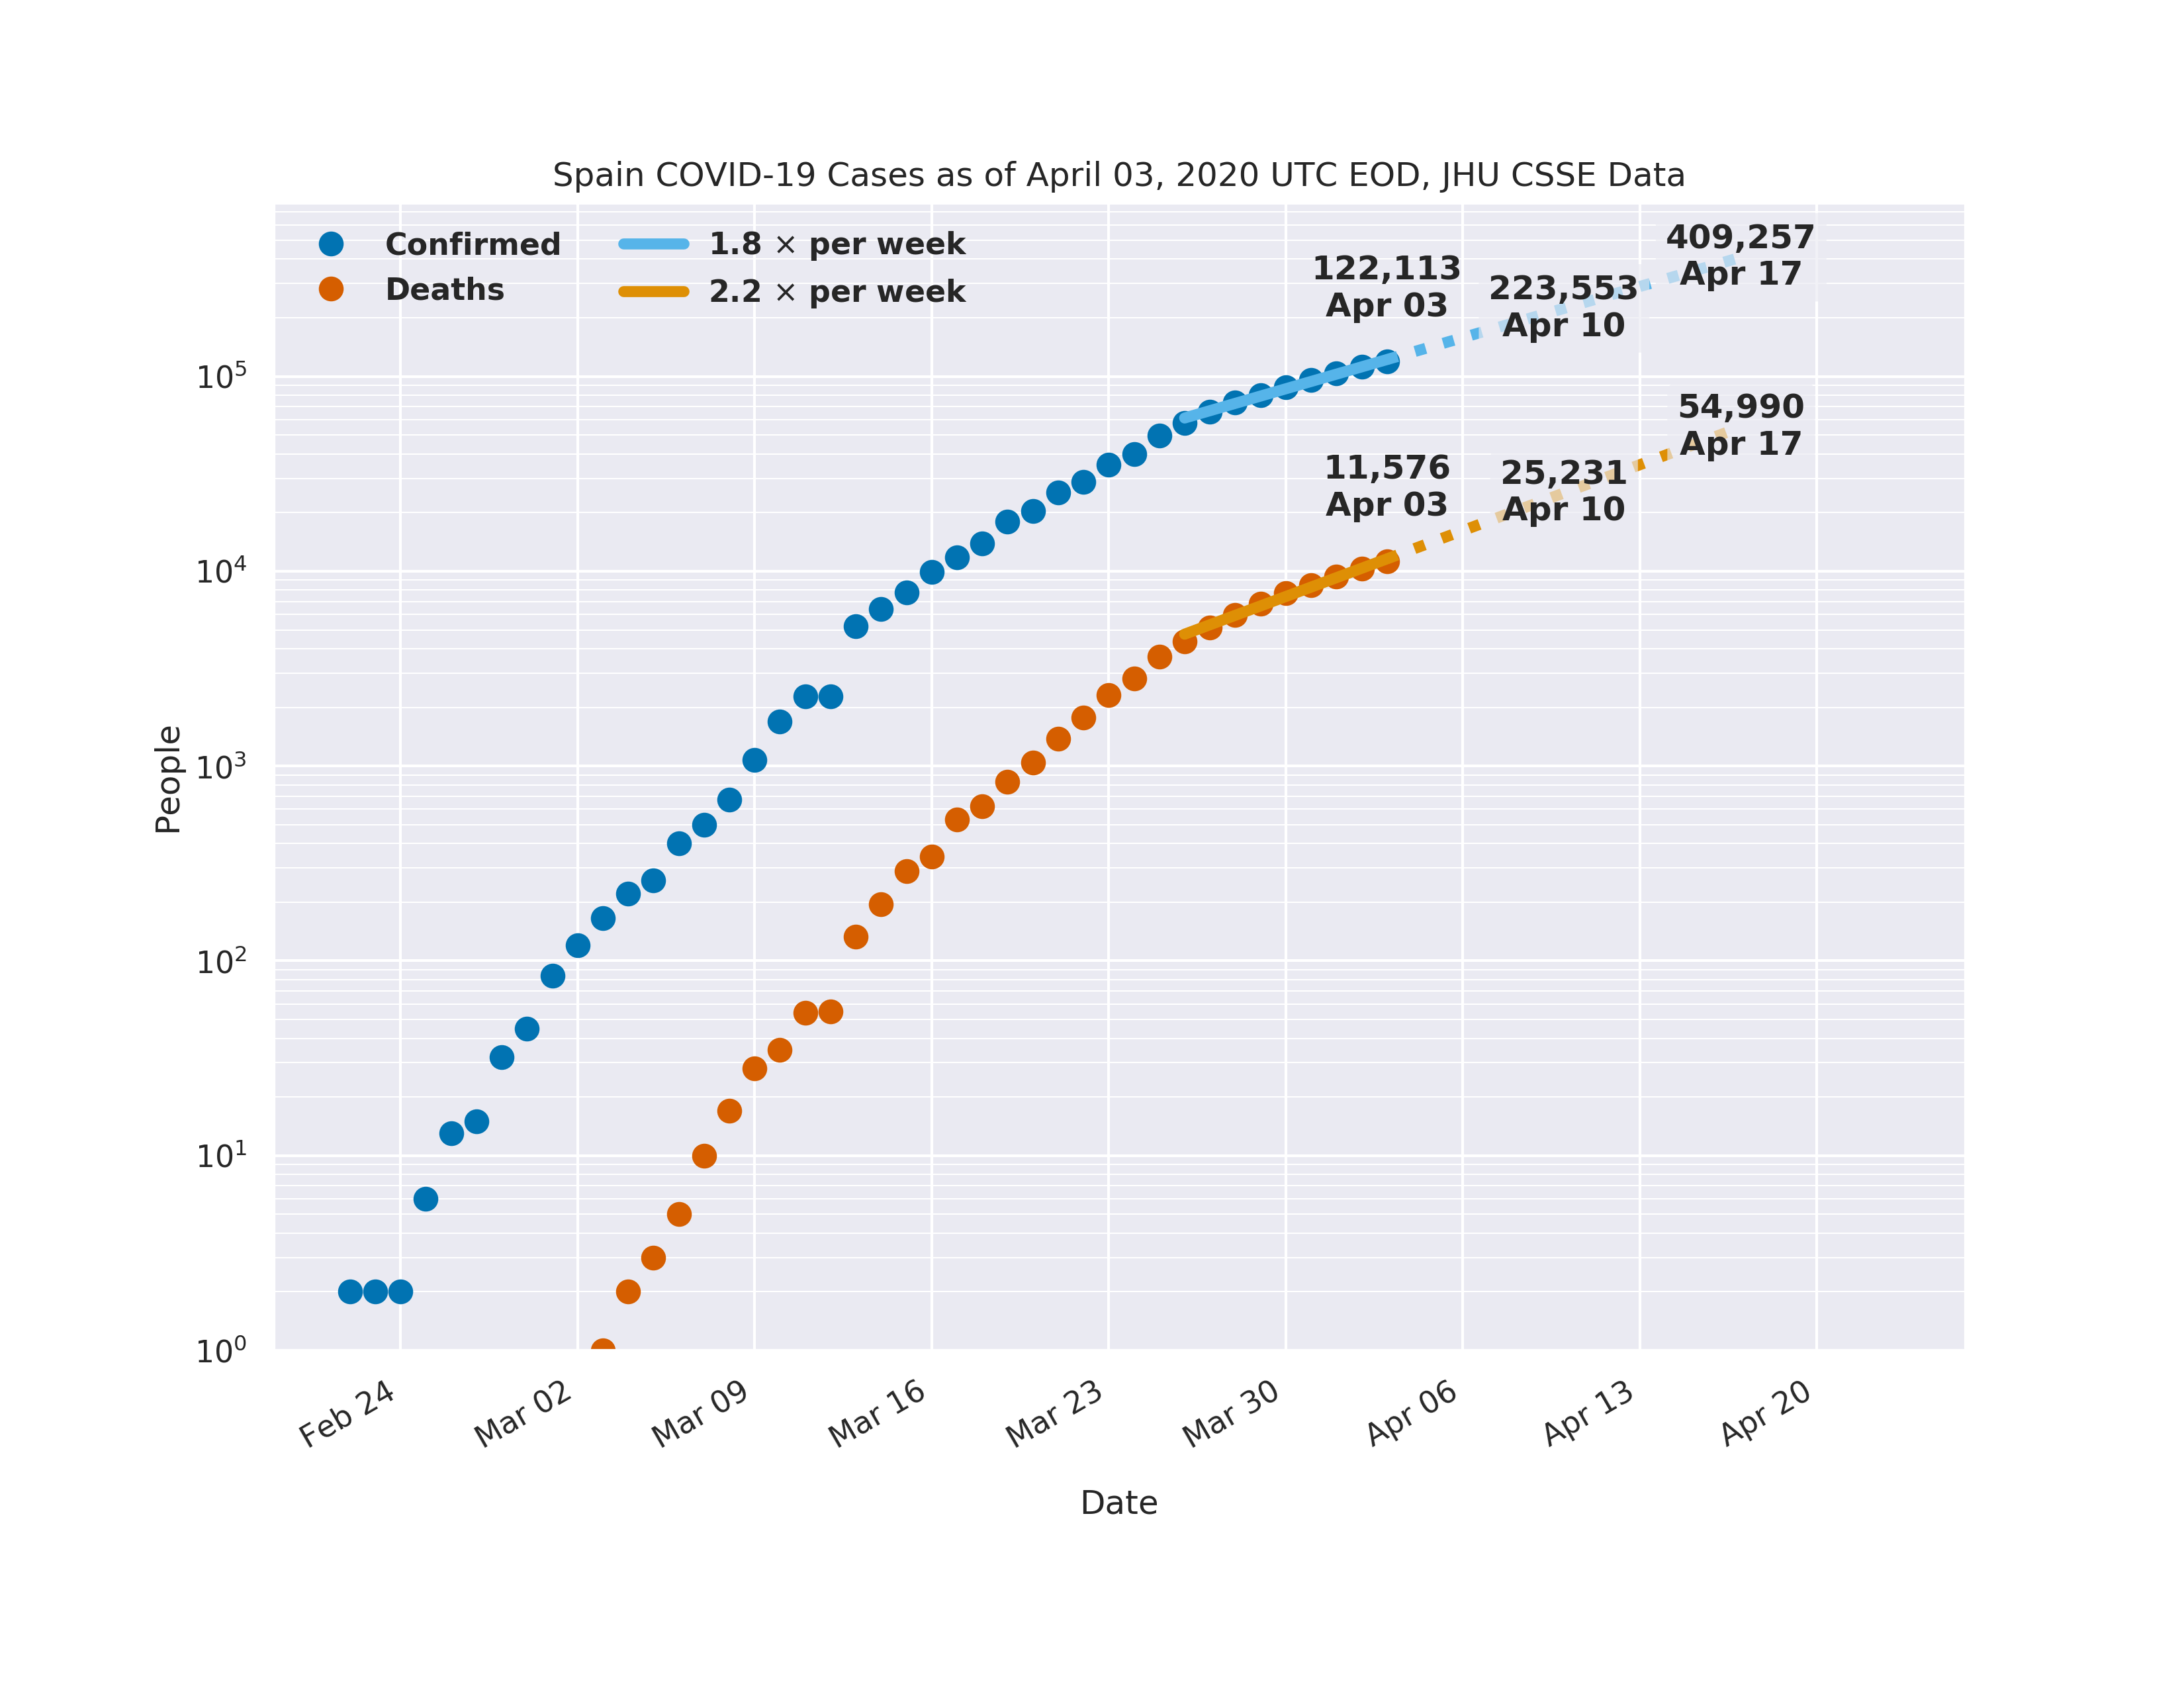 Spain COVID-19 Cases as of April 03, 2020 UTC EOD, JHU CSSE Data
Confirmed
Deaths
1.8 × per week
2.2 × per week
122,113
Apr 03
223,553
Apr 10
409,257
Apr 17
11,576
Apr 03
25,231
Apr 10
54,990
Apr 17
People
10⁵
10⁴
10³
10²
10¹
10⁰
Feb 24
Mar 02
Mar 09
Mar 16
Mar 23
Mar 30
Apr 06
Apr 13
Apr 20
Date